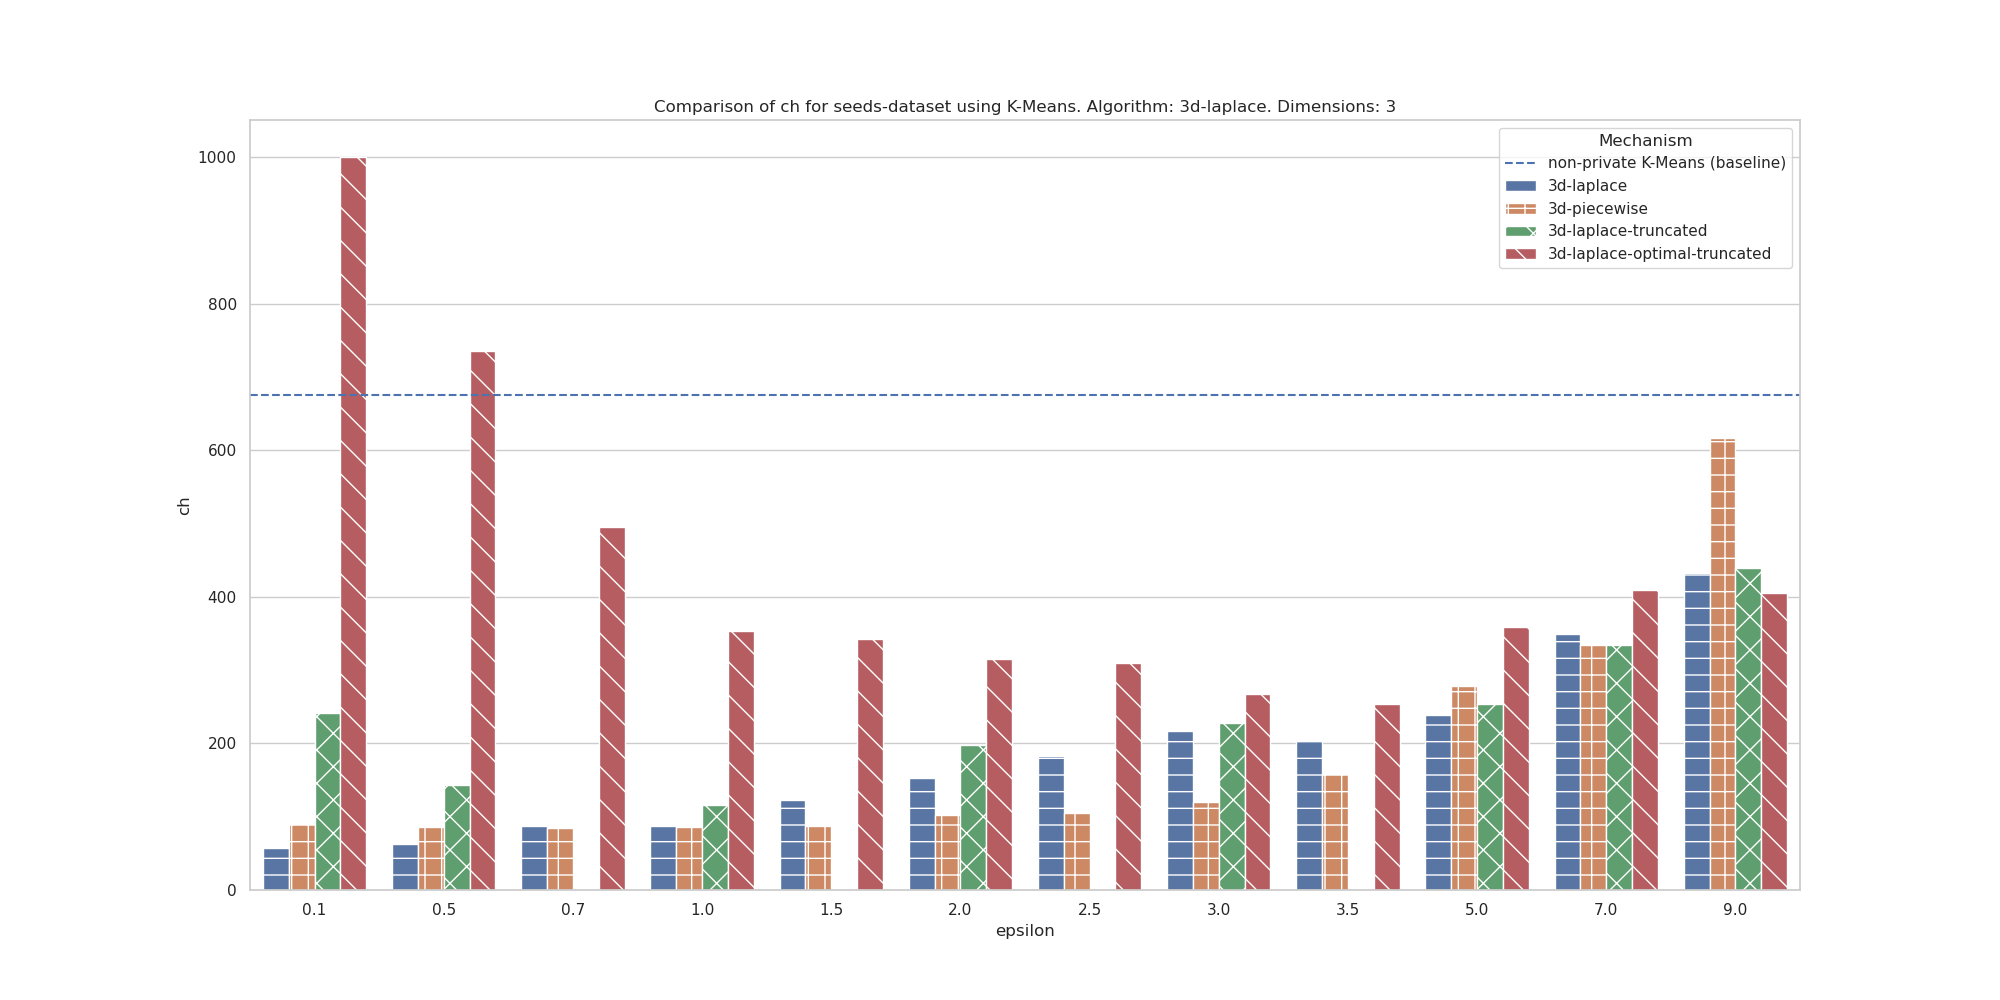 Comparison of ch for seeds-dataset using K-Means. Algorithm: 3d-laplace. Dimensions: 3
Mechanism
non-private K-Means (baseline)
3d-laplace
3d-piecewise
3d-laplace-truncated
3d-laplace-optimal-truncated
1000
800
600
400
200
0
ch
0.1 0.5 0.7 1.0 1.5 2.0 2.5 3.0 3.5 5.0 7.0 9.0
epsilon